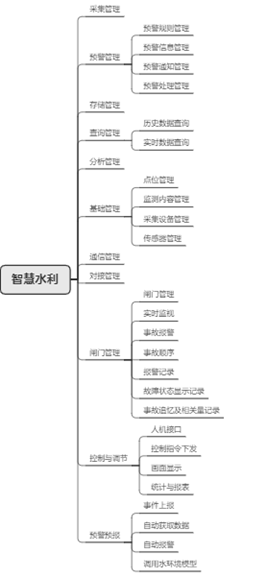 采集管理
预警管理
预警规则管理
预警信息管理
预警通知管理
预警处理管理
存储管理
查询管理
历史数据查询
实时数据查询
分析管理
基础管理
点位管理
监测内容管理
采集设备管理
传感器管理
通信管理
对接管理
智慧水利
闸门管理
闸门管理
实时监视
事故报警
事故顺序
报警记录
故障状态显示记录
事故追忆及相关量记录
控制与调节
人机接口
控制指令下发
画面显示
统计与报表
预警预报
事件上报
自动获取数据
自动报警
调用水环境模型